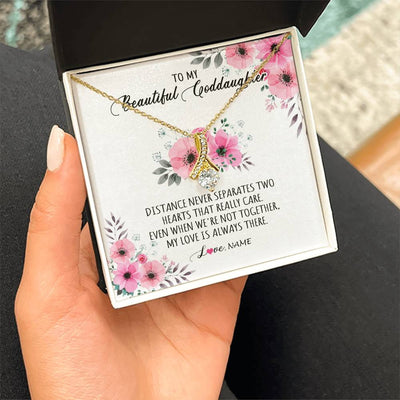 TO MY
Beautiful Goddaughter
DISTANCE NEVER SEPARATES TWO
HEARTS THAT REALLY CARE.
EVEN WHEN WE'RE NOT TOGETHER,
MY LOVE IS ALWAYS THERE.
Love, NAME